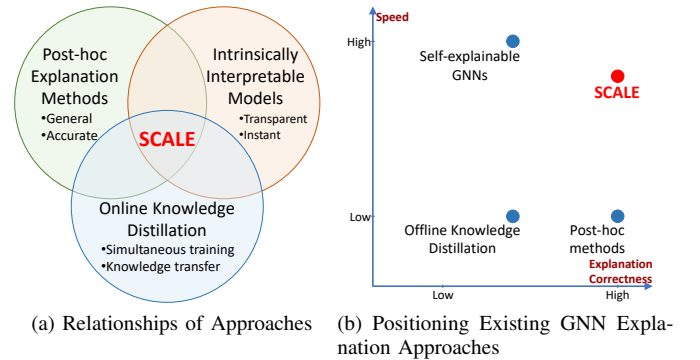 Post-hoc
Explanation
Methods
•General
•Accurate
Intrinsically
Interpretable
Models
•Transparent
•Instant
SCALE
Online Knowledge
Distillation
•Simultaneous training
•Knowledge transfer
(a) Relationships of Approaches
Speed
High
Self-explainable
GNNs
SCALE
Low
Offline Knowledge
Distillation
Post-hoc
methods
Explanation
Correctness
Low
High
(b) Positioning Existing GNN Expla-
nation Approaches